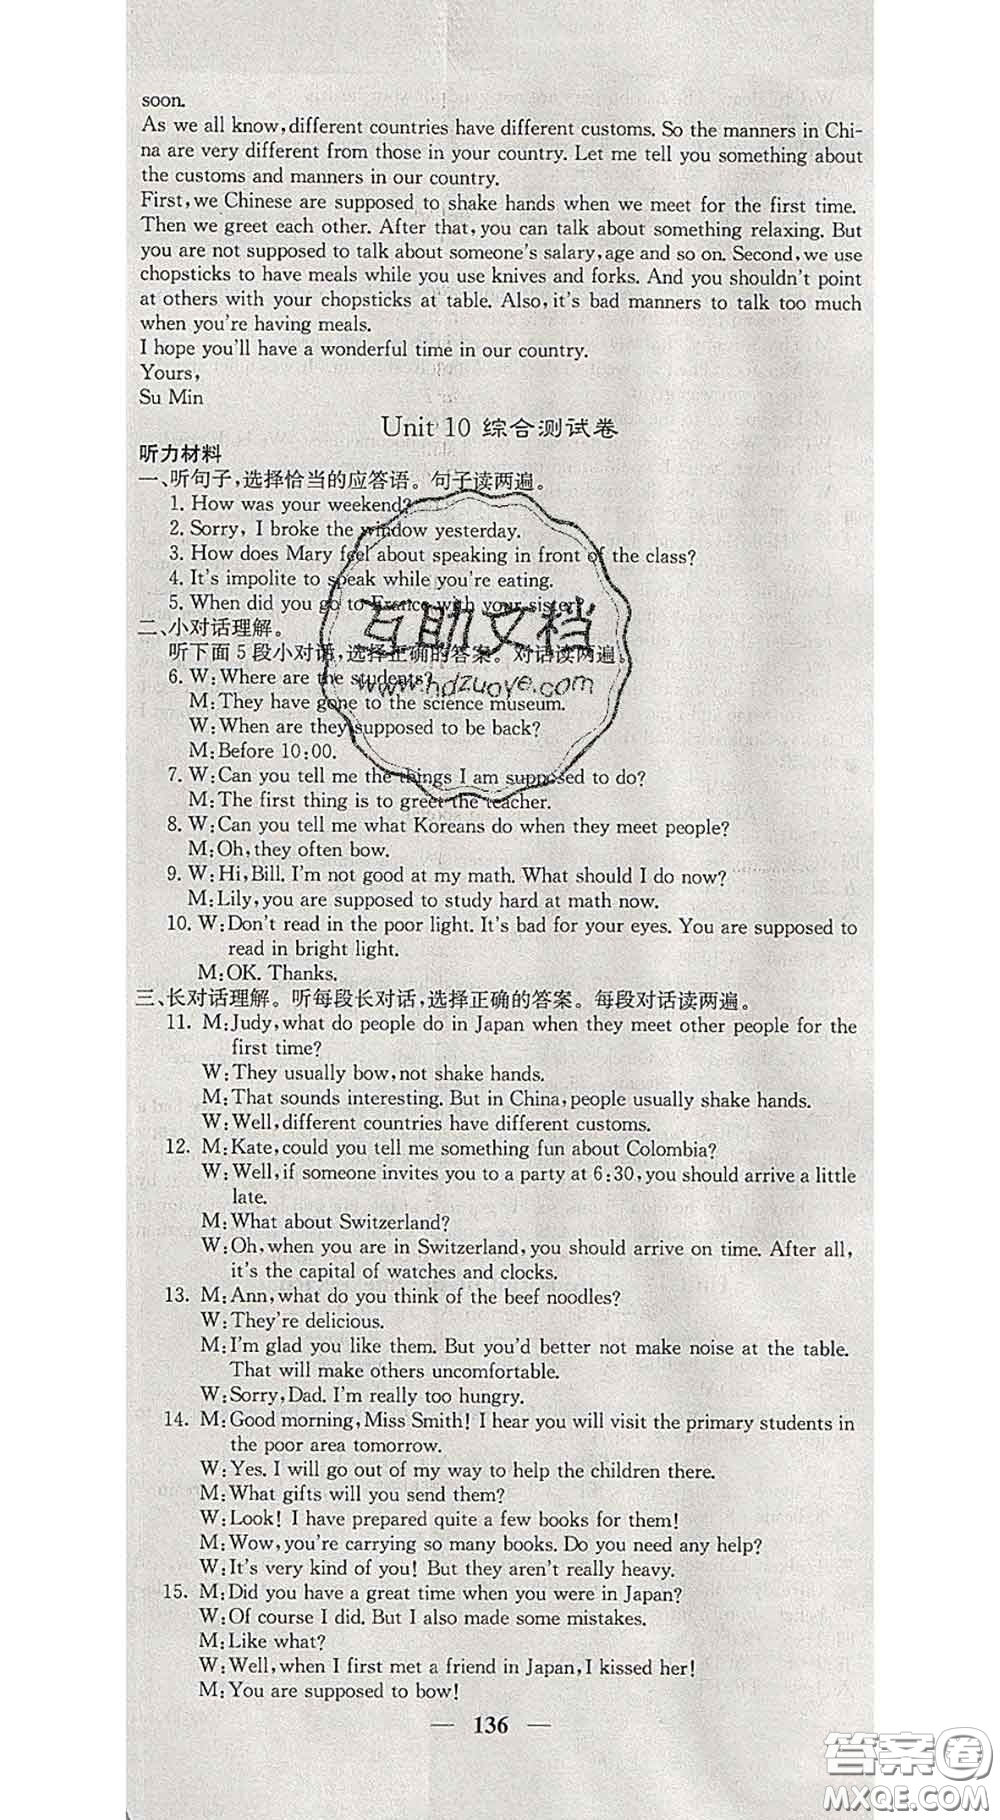 soon.
As we all know, different countries have different customs. So the manners in Chi-
na are very different from those in your country. Let me tell you something about
the customs and manners in our country.
First, we Chinese are supposed to shake hands when we meet for the first time.
Then we greet each other. After that, you can talk about something relaxing. But
you are not supposed to talk about someone's salary, age and so on. Second, we use
chopsticks to have meals while you use knives and forks. And you shouldn't point
at others with your chopsticks at table. Also, it's bad manners to talk too much
when you're having meals.
I hope you'll have a wonderful time in our country.
Yours,
Su Min
Unit 10 综合测试卷
听力材料
一、听句子,选择恰当的应答语。句子读两遍。
1. How was your weekend?
2. Sorry, I broke the window yesterday.
3. How does Mary feel about speaking in front of the class?
4. It's impolite to speak while you're eating.
5. When did you go to France with your sister?
二、小对话理解。
听下面 5 段小对话,选择正确的答案。对话读两遍。
6. W: Where are the students?
M: They have gone to the science museum.
W: When are they supposed to be back?
M: Before 10:00.
7. W: Can you tell me the things I am supposed to do?
M: The first thing is to greet the teacher.
8. W: Can you tell me what Koreans do when they meet people?
M: Oh, they often bow.
9. W: Hi, Bill. I'm not good at my math. What should I do now?
M: Lily, you are supposed to study hard at math now.
10. W: Don't read in the poor light. It's bad for your eyes. You are supposed to
read in bright light.
M: OK. Thanks.
三、长对话理解。听每段长对话,选择正确的答案。每段对话读两遍。
11. M: Judy, what do people do in Japan when they meet other people for the
first time?
W: They usually bow, not shake hands.
M: That sounds interesting. But in China, people usually shake hands.
W: Well, different countries have different customs.
12. M: Kate, could you tell me something fun about Colombia?
W: Well, if someone invites you to a party at 6:30, you should arrive a little
late.
M: What about Switzerland?
W: Oh, when you are in Switzerland, you should arrive on time. After all,
it's the capital of watches and clocks.
13. M: Ann, what do you think of the beef noodles?
W: They're delicious.
M: I'm glad you like them. But you'd better not make noise at the table.
That will make others uncomfortable.
W: Sorry, Dad. I'm really too hungry.
14. M: Good morning, Miss Smith! I hear you will visit the primary students in
the poor area tomorrow.
W: Yes. I will go out of my way to help the children there.
M: What gifts will you send them?
W: Look! I have prepared quite a few books for them!
M: Wow, you're carrying so many books. Do you need any help?
W: It's very kind of you! But they aren't really heavy.
15. M: Did you have a great time when you were in Japan?
W: Of course I did. But I also made some mistakes.
M: Like what?
W: Well, when I first met a friend in Japan, I kissed her!
M: You are supposed to bow!
— 136 —
互助文档
www.hdzuoye.com
答案圈
MXQE.COM